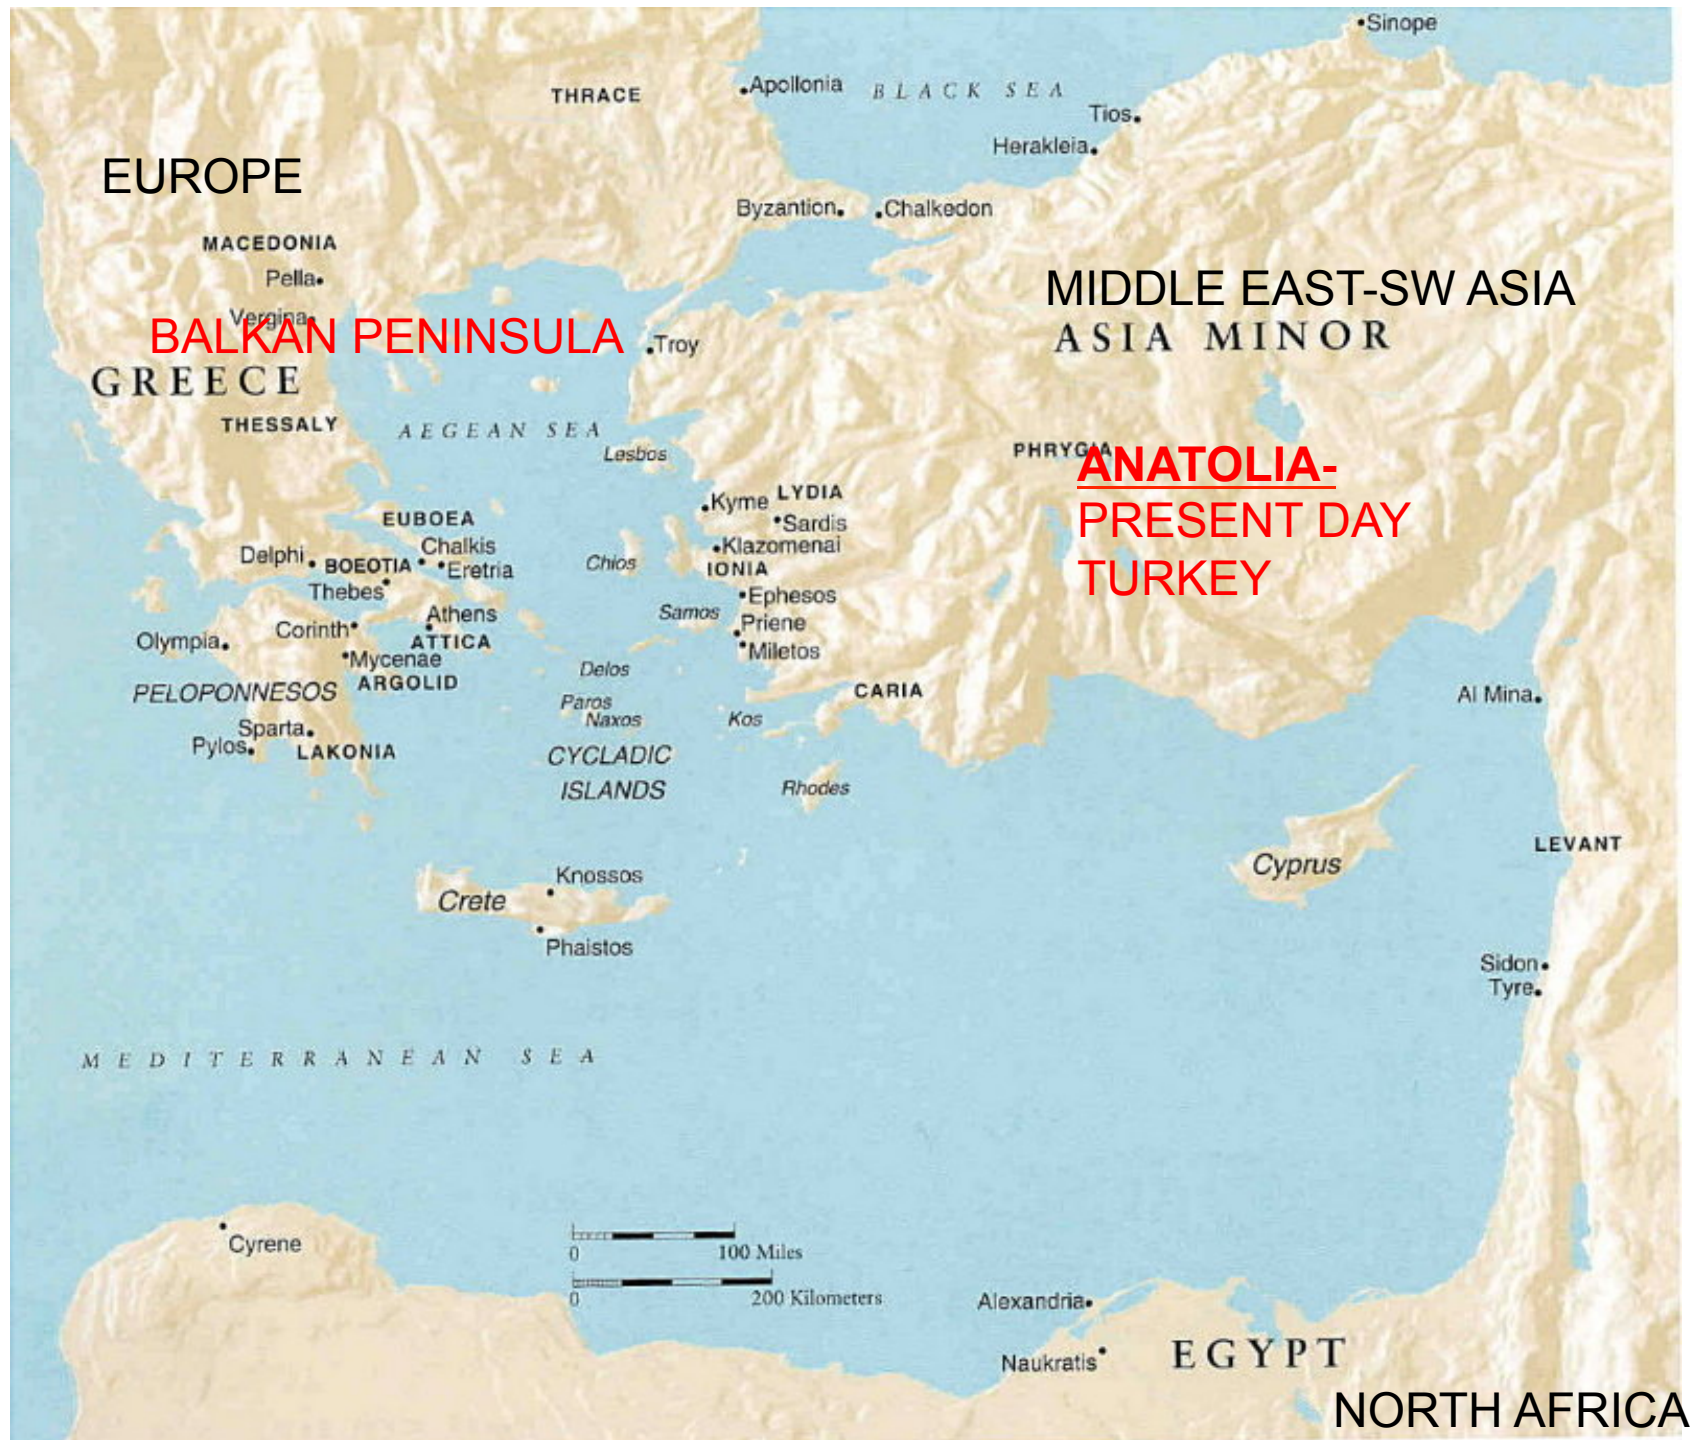 Sinope
THRACE
Apollonia
BLACK SEA
Tios
Herakleia
EUROPE
Byzantion
Chalkedon
MACEDONIA
Pella
MIDDLE EAST-SW ASIA
Vergina
BALKAN PENINSULA
Troy
ASIA MINOR
GREECE
THESSALY
AEGEAN SEA
Lesbos
PHRYGIA
ANATOLIA-
PRESENT DAY
TURKEY
Kyme
LYDIA
Sardis
EUBOEA
Chalkis
Klazomenai
Delphi
BOEOTIA
Eretria
Chios
IONIA
Thebes
Ephesos
Athens
Samos
Priene
Corinth
Olympia
ATTICA
Miletos
Mycenae
Delos
ARGOLID
PELOPONNESOS
CARIA
Al Mina
Paros
Naxos
Kos
Sparta
Pylos
LAKONIA
CYCLADIC
ISLANDS
Rhodes
LEVANT
Cyprus
Knossos
Crete
Phaistos
Sidon
Tyre
MEDITERRANEAN SEA
Cyrene
0 100 Miles
0 200 Kilometers
Alexandria
Naukratis
EGYPT
NORTH AFRICA